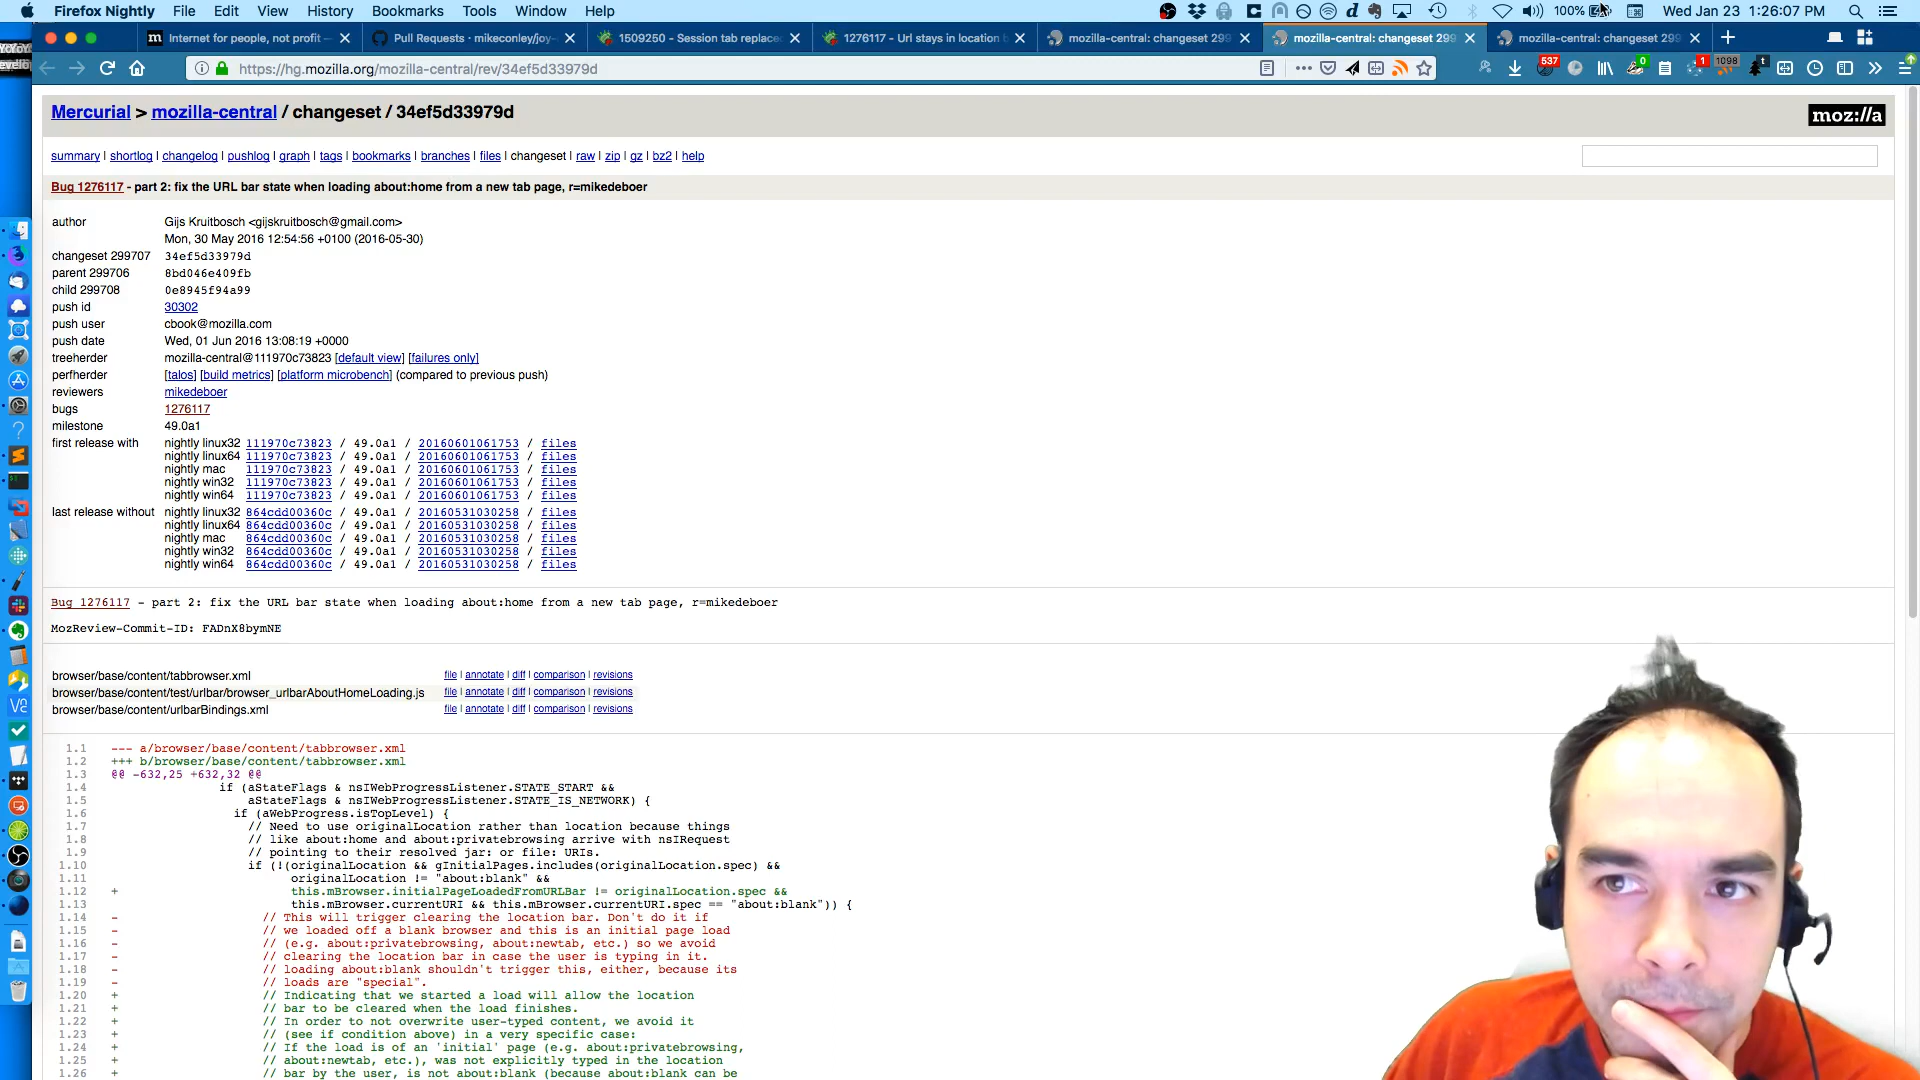 Firefox Nightly File Edit View History Bookmarks Tools Window Help 100% Wed Jan 23 1:26:07 PM
Internet for people, not profit — Pull Requests · mikeconley/joy- 1509250 - Session tab replace 1276117 - Url stays in location mozilla-central: changeset 299 mozilla-central: changeset 299 mozilla-central: changeset 299
https://hg.mozilla.org/mozilla-central/rev/34ef5d33979d 537 0 1 1098 t
Mercurial > mozilla-central / changeset / 34ef5d33979d
moz://a
summary | shortlog | changelog | pushlog | graph | tags | bookmarks | branches | files | changeset | raw | zip | gz | bz2 | help
Bug 1276117 - part 2: fix the URL bar state when loading about:home from a new tab page, r=mikedeboer
author Gijs Kruitbosch <gijskruitbosch@gmail.com>
Mon, 30 May 2016 12:54:56 +0100 (2016-05-30)
changeset 299707 34ef5d33979d
parent 299706 8bd046e409fb
child 299708 0e8945f94a99
push id 30302
push user cbook@mozilla.com
push date Wed, 01 Jun 2016 13:08:19 +0000
treeherder mozilla-central@111970c73823 [default view] [failures only]
perfherder [talos] [build metrics] [platform microbench] (compared to previous push)
reviewers mikedeboer
bugs 1276117
milestone 49.0a1
first release with nightly linux32 111970c73823 / 49.0a1 / 20160601061753 / files
nightly linux64 111970c73823 / 49.0a1 / 20160601061753 / files
nightly mac 111970c73823 / 49.0a1 / 20160601061753 / files
nightly win32 111970c73823 / 49.0a1 / 20160601061753 / files
nightly win64 111970c73823 / 49.0a1 / 20160601061753 / files
last release without nightly linux32 864cdd00360c / 49.0a1 / 20160531030258 / files
nightly linux64 864cdd00360c / 49.0a1 / 20160531030258 / files
nightly mac 864cdd00360c / 49.0a1 / 20160531030258 / files
nightly win32 864cdd00360c / 49.0a1 / 20160531030258 / files
nightly win64 864cdd00360c / 49.0a1 / 20160531030258 / files
Bug 1276117 - part 2: fix the URL bar state when loading about:home from a new tab page, r=mikedeboer
MozReview-Commit-ID: FADnX8bymNE
browser/base/content/tabbrowser.xml file | annotate | diff | comparison | revisions
browser/base/content/test/urlbar/browser_urlbarAboutHomeLoading.js file | annotate | diff | comparison | revisions
browser/base/content/urlbarBindings.xml file | annotate | diff | comparison | revisions
1.1 --- a/browser/base/content/tabbrowser.xml
1.2 +++ b/browser/base/content/tabbrowser.xml
1.3 @@ -632,25 +632,32 @@
1.4 if (aStateFlags & nsIWebProgressListener.STATE_START &&
1.5 aStateFlags & nsIWebProgressListener.STATE_IS_NETWORK) {
1.6 if (aWebProgress.isTopLevel) {
1.7 // Need to use originalLocation rather than location because things
1.8 // like about:home and about:privatebrowsing arrive with nsIRequest
1.9 // pointing to their resolved jar: or file: URIs.
1.10 if (!(originalLocation && gInitialPages.includes(originalLocation.spec) &&
1.11 originalLocation != "about:blank" &&
1.12 + this.mBrowser.initialPageLoadedFromURLBar != originalLocation.spec &&
1.13 this.mBrowser.currentURI && this.mBrowser.currentURI.spec == "about:blank")) {
1.14 - // This will trigger clearing the location bar. Don't do it if
1.15 - // we loaded off a blank browser and this is an initial page load
1.16 - // (e.g. about:privatebrowsing, about:newtab, etc.) so we avoid
1.17 - // clearing the location bar in case the user is typing in it.
1.18 - // loading about:blank shouldn't trigger this, either, because its
1.19 - // loads are "special".
1.20 + // Indicating that we started a load will allow the location
1.21 + // bar to be cleared when the load finishes.
1.22 + // In order to not overwrite user-typed content, we avoid it
1.23 + // (see if condition above) in a very specific case:
1.24 + // If the load is of an 'initial' page (e.g. about:privatebrowsing,
1.25 + // about:newtab, etc.), was not explicitly typed in the location
1.26 + // bar by the user, is not about:blank (because about:blank can be